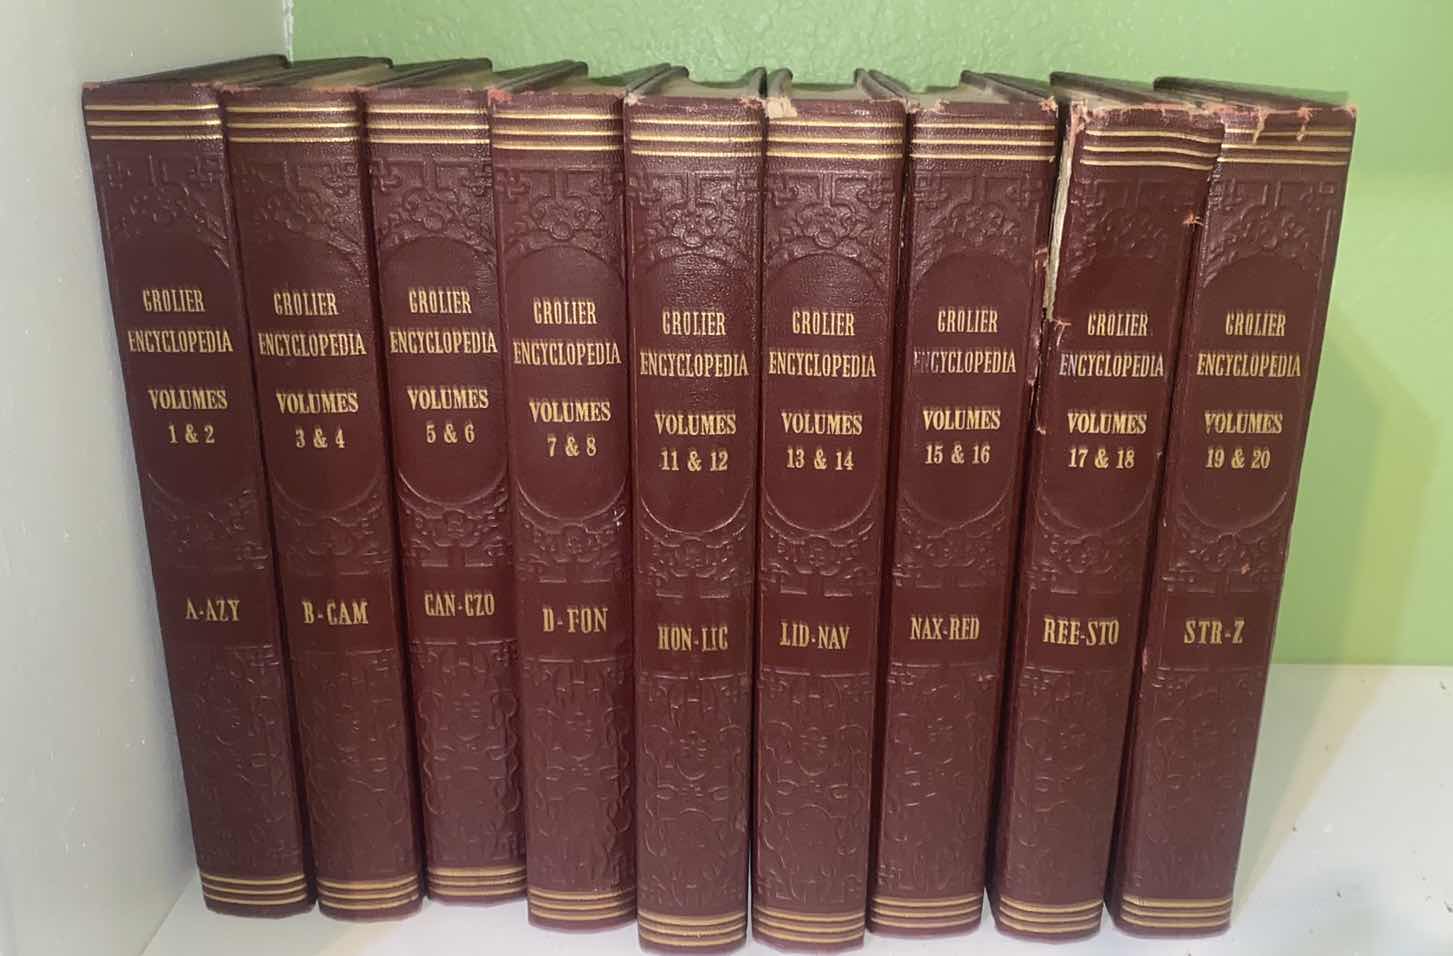 GROLIER
ENCYCLOPEDIA
VOLUMES
1 & 2
A-AZY
GROLIER
ENCYCLOPEDIA
VOLUMES
3 & 4
B-CAM
GROLIER
ENCYCLOPEDIA
VOLUMES
5 & 6
CAN-CZO
GROLIER
ENCYCLOPEDIA
VOLUMES
7 & 8
D-FON
GROLIER
ENCYCLOPEDIA
VOLUMES
11 & 12
HON-LIC
GROLIER
ENCYCLOPEDIA
VOLUMES
13 & 14
LID-NAV
GROLIER
ENCYCLOPEDIA
VOLUMES
15 & 16
NAX-RED
GROLIER
ENCYCLOPEDIA
VOLUMES
17 & 18
REE-STO
GROLIER
ENCYCLOPEDIA
VOLUMES
19 & 20
STR-Z